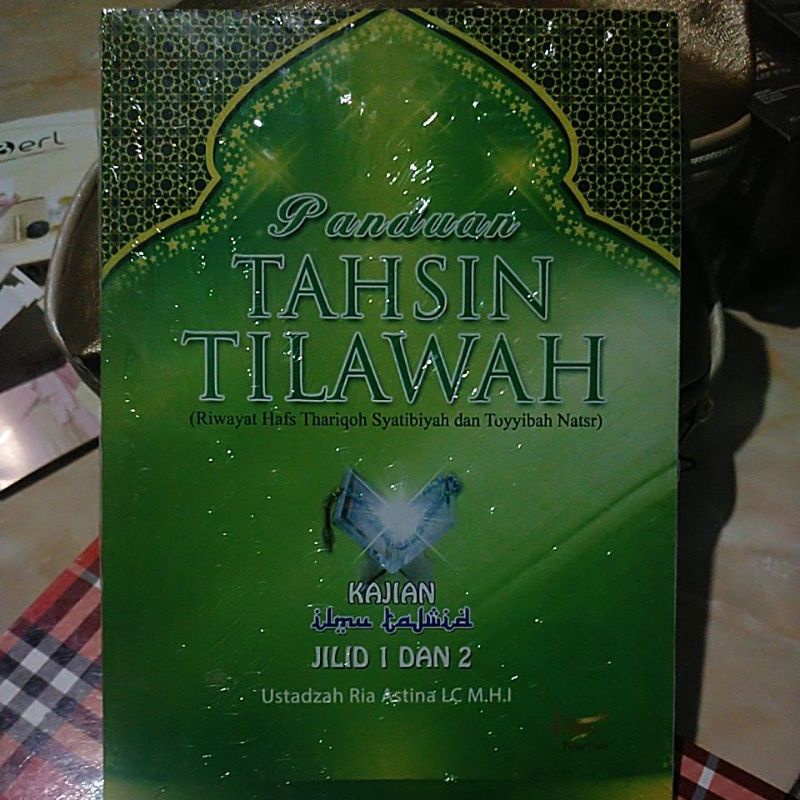 erl
Panduan
TAHSIN
TILAWAH
(Riwayat Hafs Thariqoh Syatibiyah dan Toyyibah Natsr)
KAJIAN
ilmu tajwid
JILID 1 DAN 2
Ustadzah Ria Astina LC M.H.I